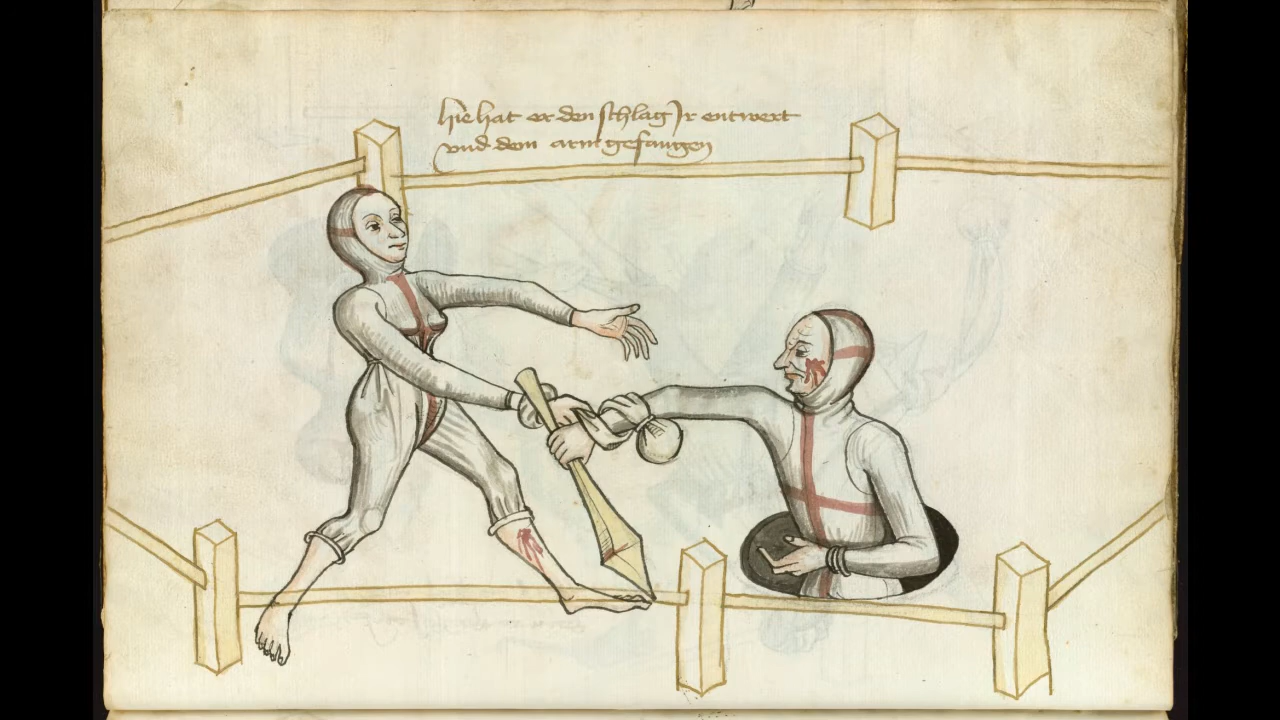 hie hat er den schlag Jr entwert
vnd den arm gefangen